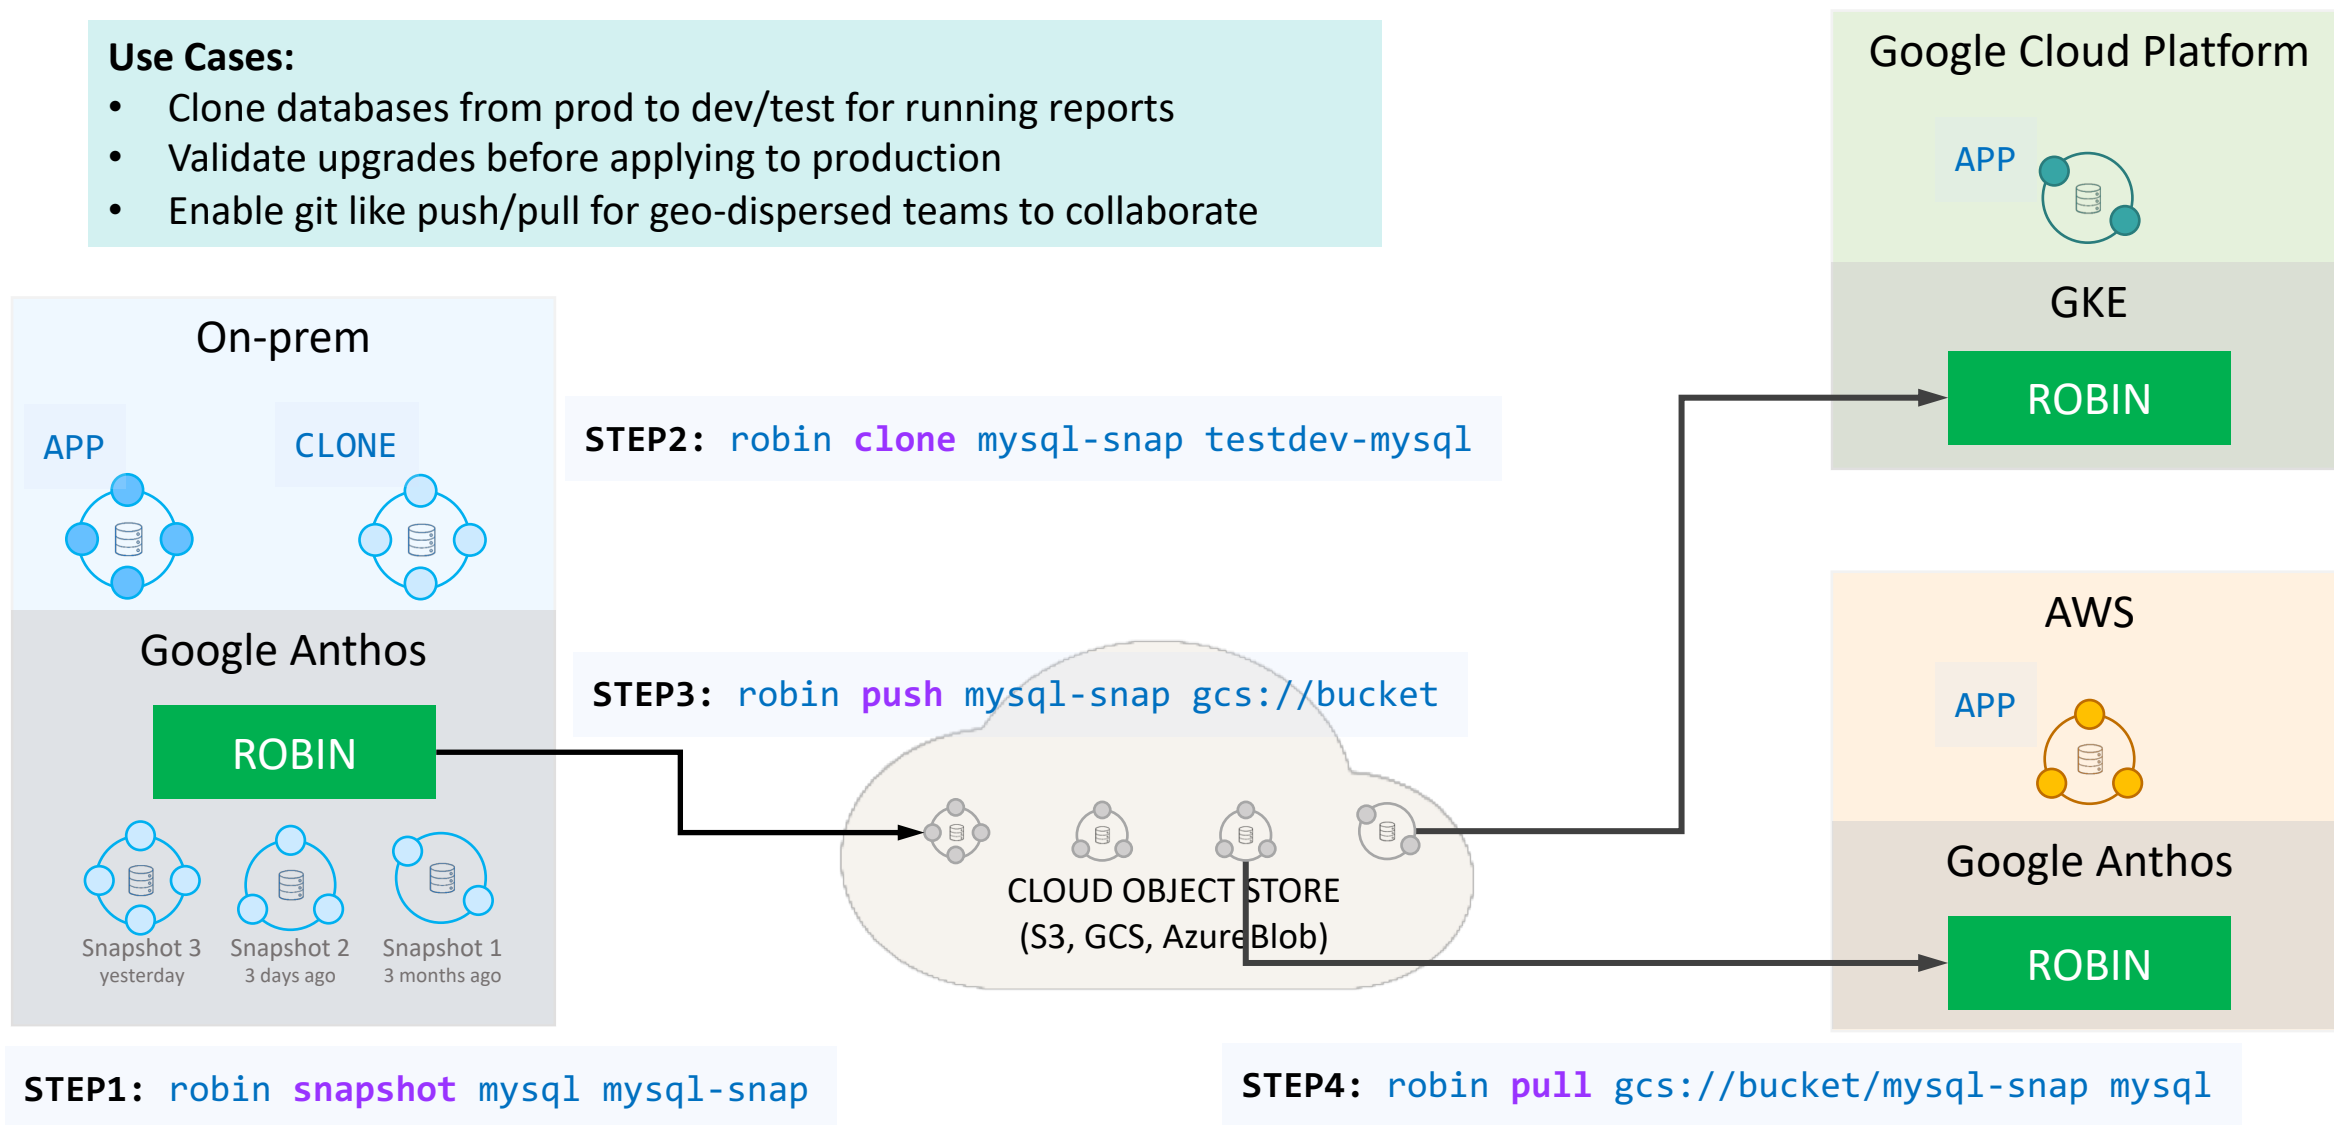 Use Cases:
• Clone databases from prod to dev/test for running reports
• Validate upgrades before applying to production
• Enable git like push/pull for geo-dispersed teams to collaborate
Google Cloud Platform
APP
GKE
ROBIN
On-prem
APP
CLONE
STEP2: robin clone mysql-snap testdev-mysql
Google Anthos
ROBIN
STEP3: robin push mysql-snap gcs://bucket
Snapshot 3
yesterday
Snapshot 2
3 days ago
Snapshot 1
3 months ago
CLOUD OBJECT STORE
(S3, GCS, AzureBlob)
AWS
APP
Google Anthos
ROBIN
STEP1: robin snapshot mysql mysql-snap
STEP4: robin pull gcs://bucket/mysql-snap mysql